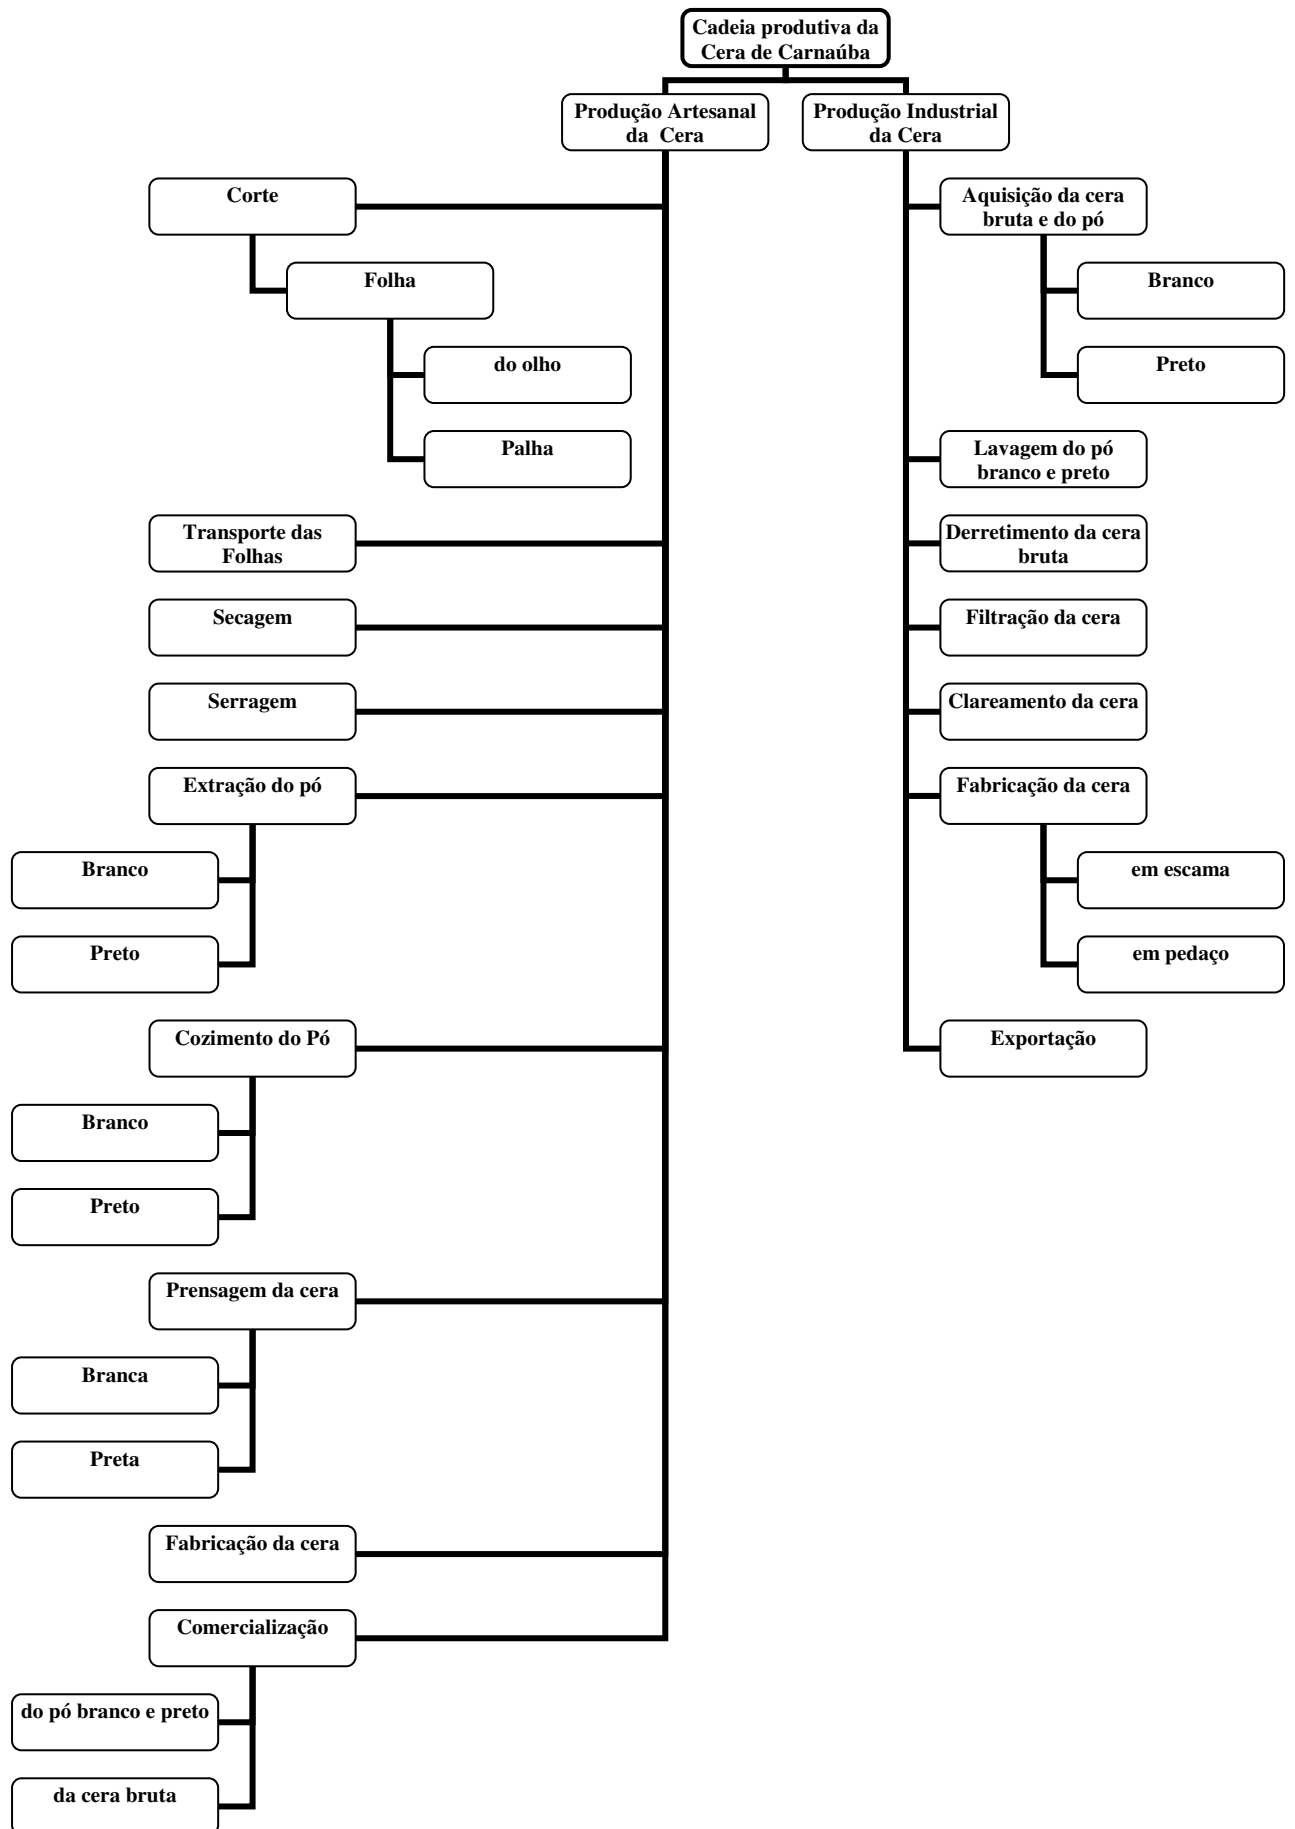 Cadeia produtiva da
Cera de Carnaúba
Produção Artesanal
da Cera
Corte
Folha
do olho
Palha
Transporte das
Folhas
Secagem
Serragem
Extração do pó
Branco
Preto
Cozimento do Pó
Branco
Preto
Prensagem da cera
Branca
Preta
Fabricação da cera
Comercialização
do pó branco e preto
da cera bruta
Produção Industrial
da Cera
Aquisição da cera
bruta e do pó
Branco
Preto
Lavagem do pó
branco e preto
Derretimento da cera
bruta
Filtração da cera
Clareamento da cera
Fabricação da cera
em escama
em pedaço
Exportação